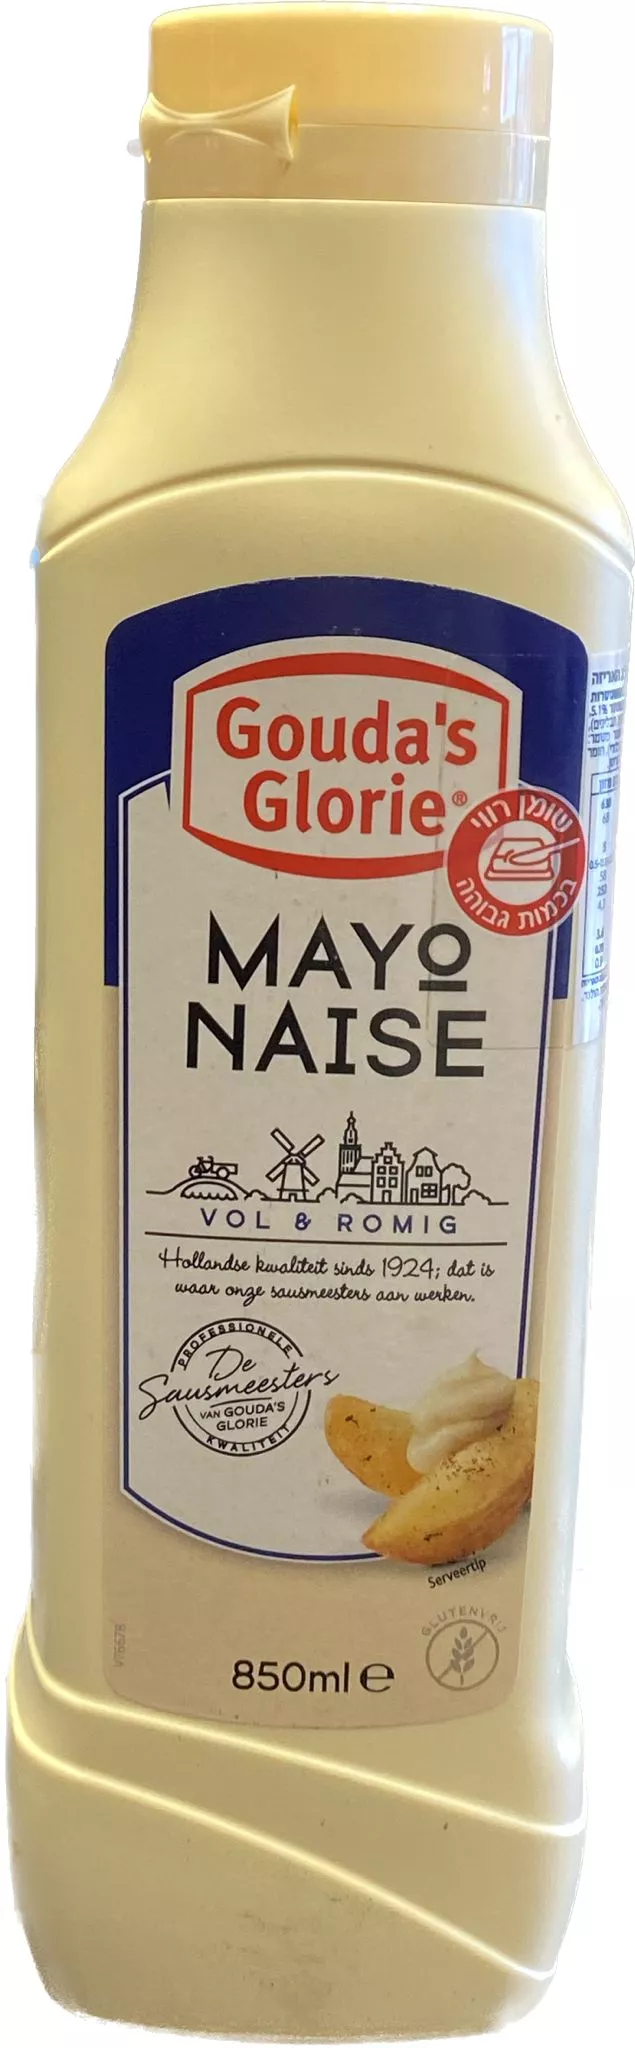 Gouda's
Glorie®
שומן רווי
בכמות גבוהה
MAYO
NAISE
VOL & ROMIG
Hollandse kwaliteit sinds 1924; dat is
waar onze sausmeesters aan werken.
PROFESSIONELE
De
Sausmeesters
VAN GOUDA'S
GLORIE
KWALITEIT
Serveertip
GLUTENVRIJ
850ml e